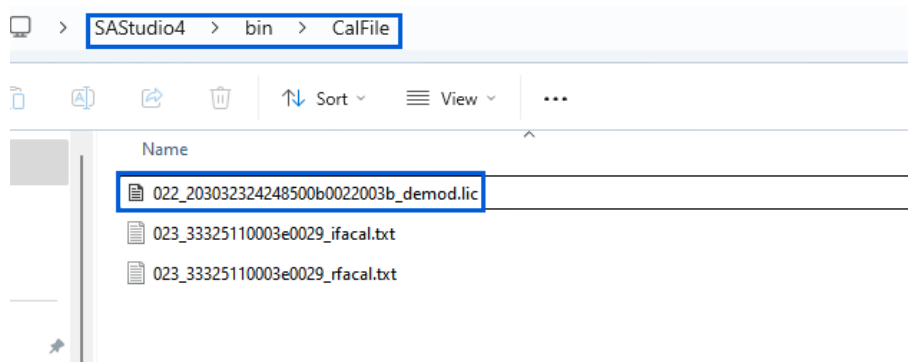 > SAStudio4 > bin > CalFile
Sort View ...
Name
022_203032324248500b0022003b_demod.lic
023_33325110003e0029_ifacal.txt
023_33325110003e0029_rfacal.txt